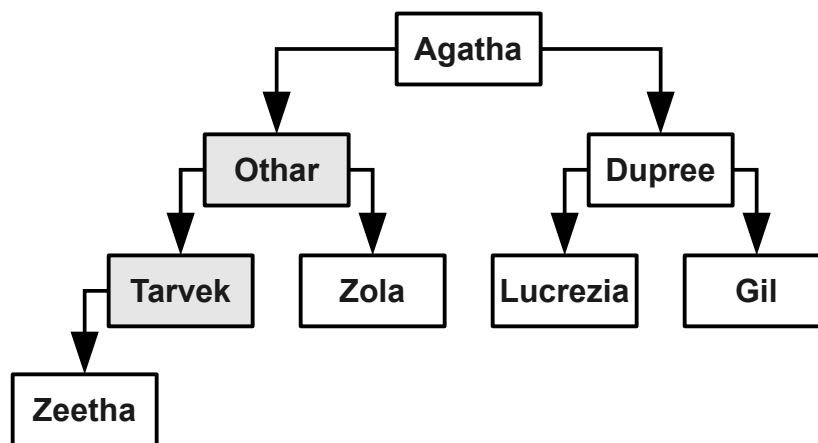 Agatha
Othar
Dupree
Tarvek
Zola
Lucrezia
Gil
Zeetha